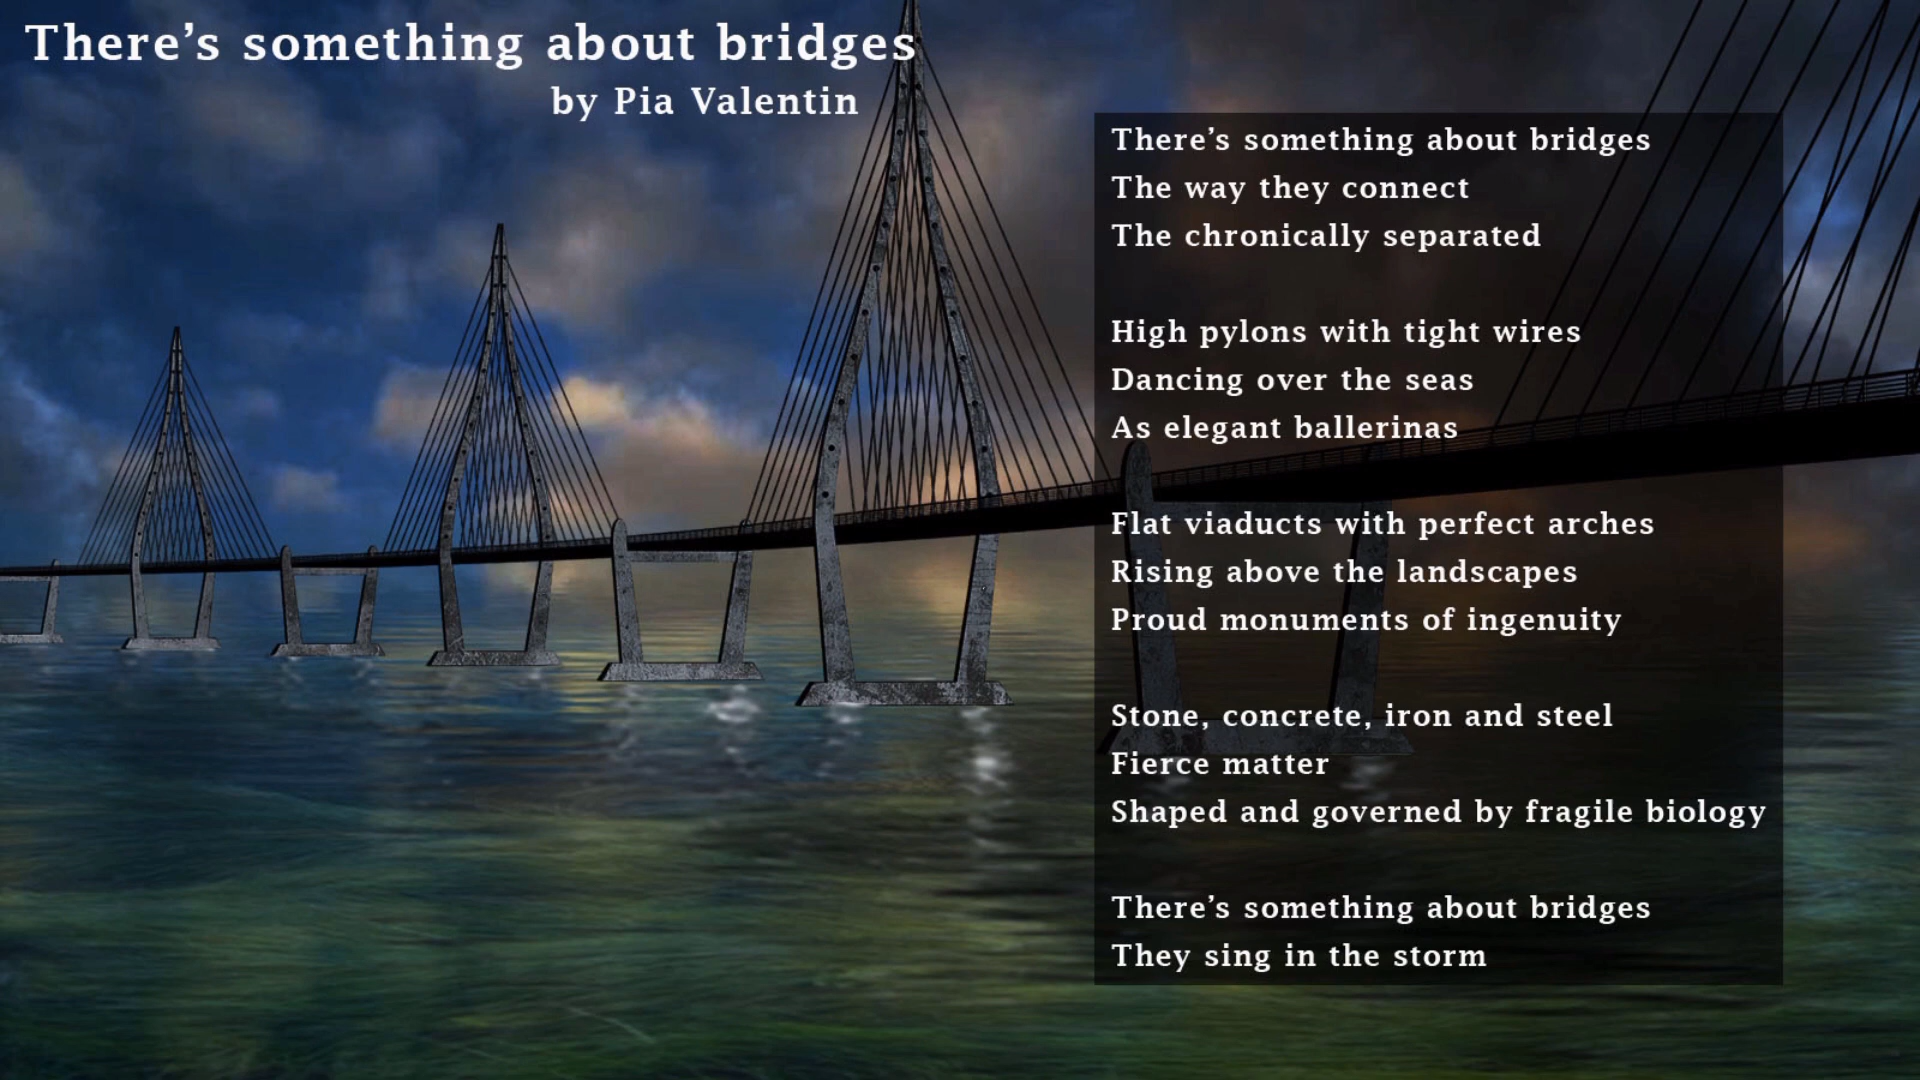 There’s something about bridges
by Pia Valentin
There’s something about bridges
The way they connect
The chronically separated
High pylons with tight wires
Dancing over the seas
As elegant ballerinas
Flat viaducts with perfect arches
Rising above the landscapes
Proud monuments of ingenuity
Stone, concrete, iron and steel
Fierce matter
Shaped and governed by fragile biology
There’s something about bridges
They sing in the storm